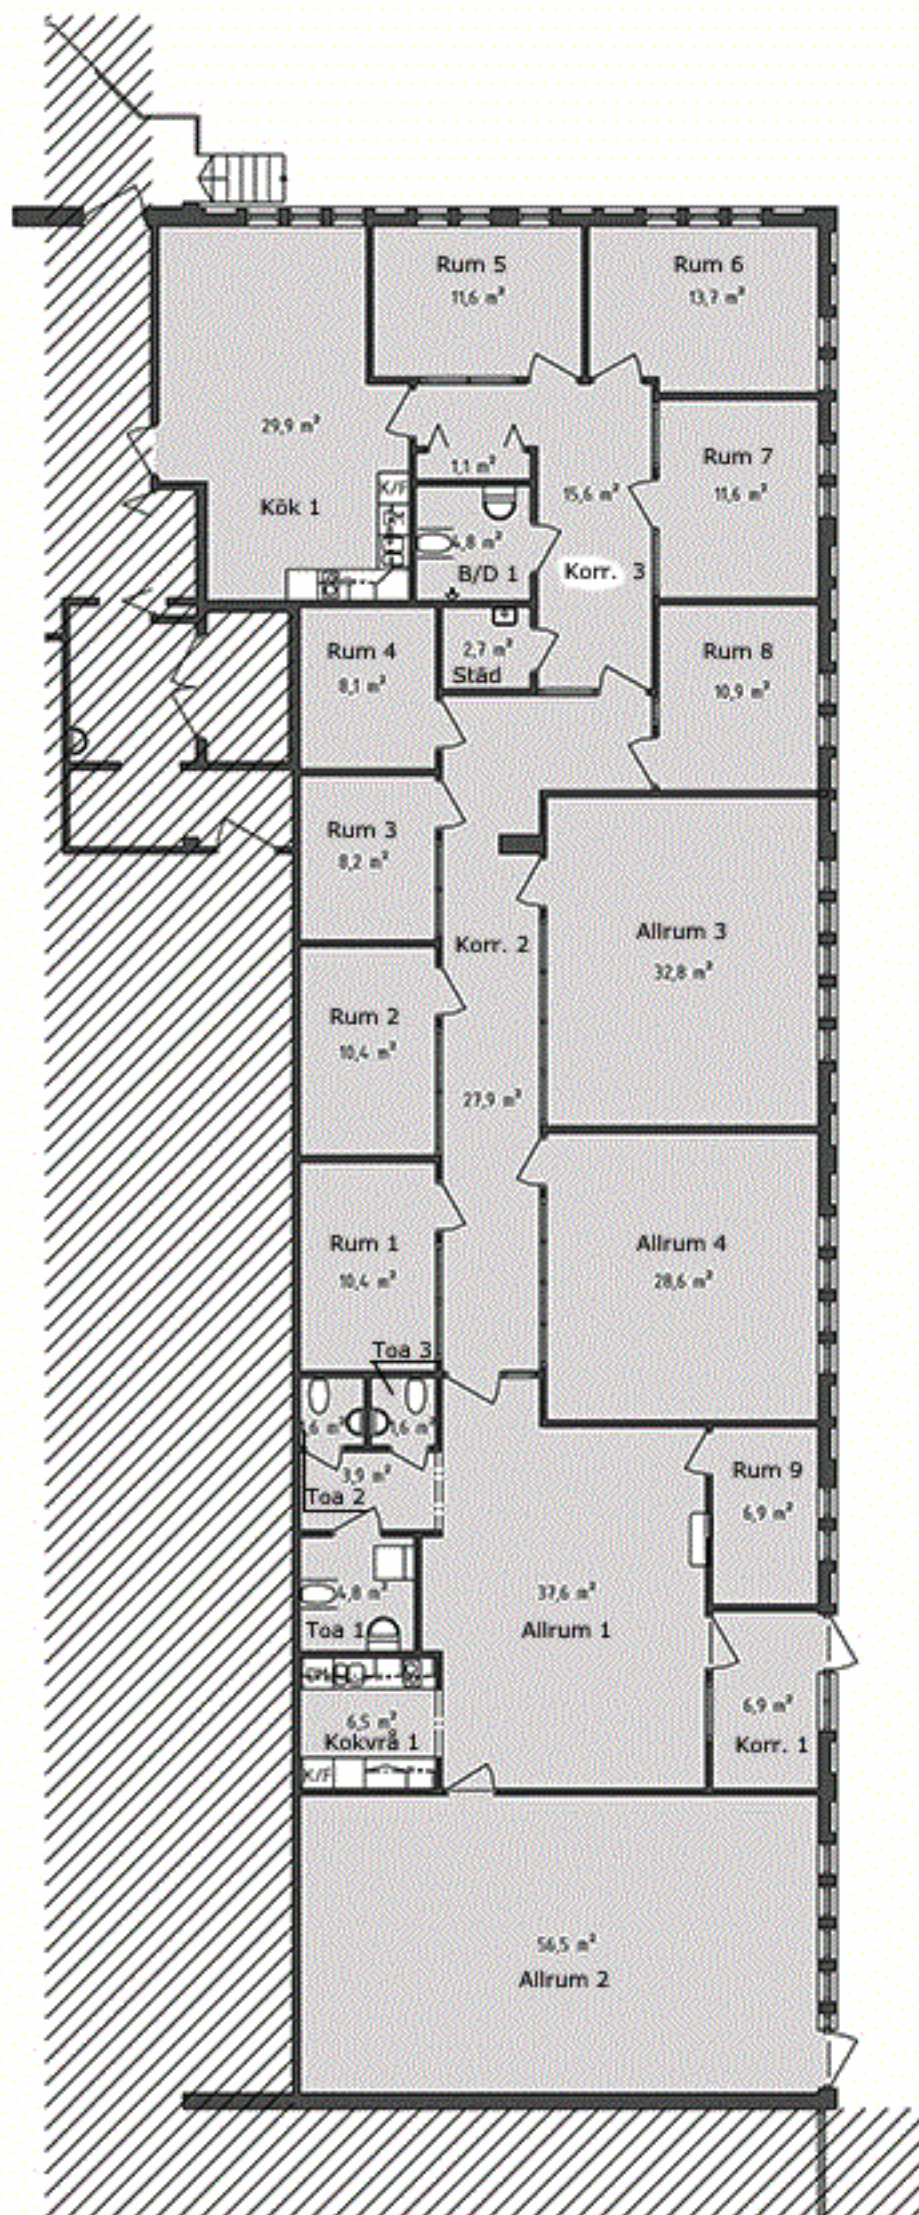 Rum 5
11,6 m²
Rum 6
13,7 m²
29,9 m²
Kök 1
K/F
1,1 m²
15,6 m²
Rum 7
11,6 m²
4,8 m²
B/D 1
Korr. 3
Rum 4
8,1 m²
2,7 m²
Städ
Rum 8
10,9 m²
Rum 3
8,2 m²
Korr. 2
Allrum 3
32,8 m²
Rum 2
10,4 m²
27,9 m²
Rum 1
10,4 m²
Allrum 4
28,6 m²
Toa 3
1,6 m²
3,9 m²
Toa 2
Rum 9
6,9 m²
4,8 m²
Toa 1
37,6 m²
Allrum 1
DM
6,5 m²
Kokvrå 1
K/F
6,9 m²
Korr. 1
56,5 m²
Allrum 2